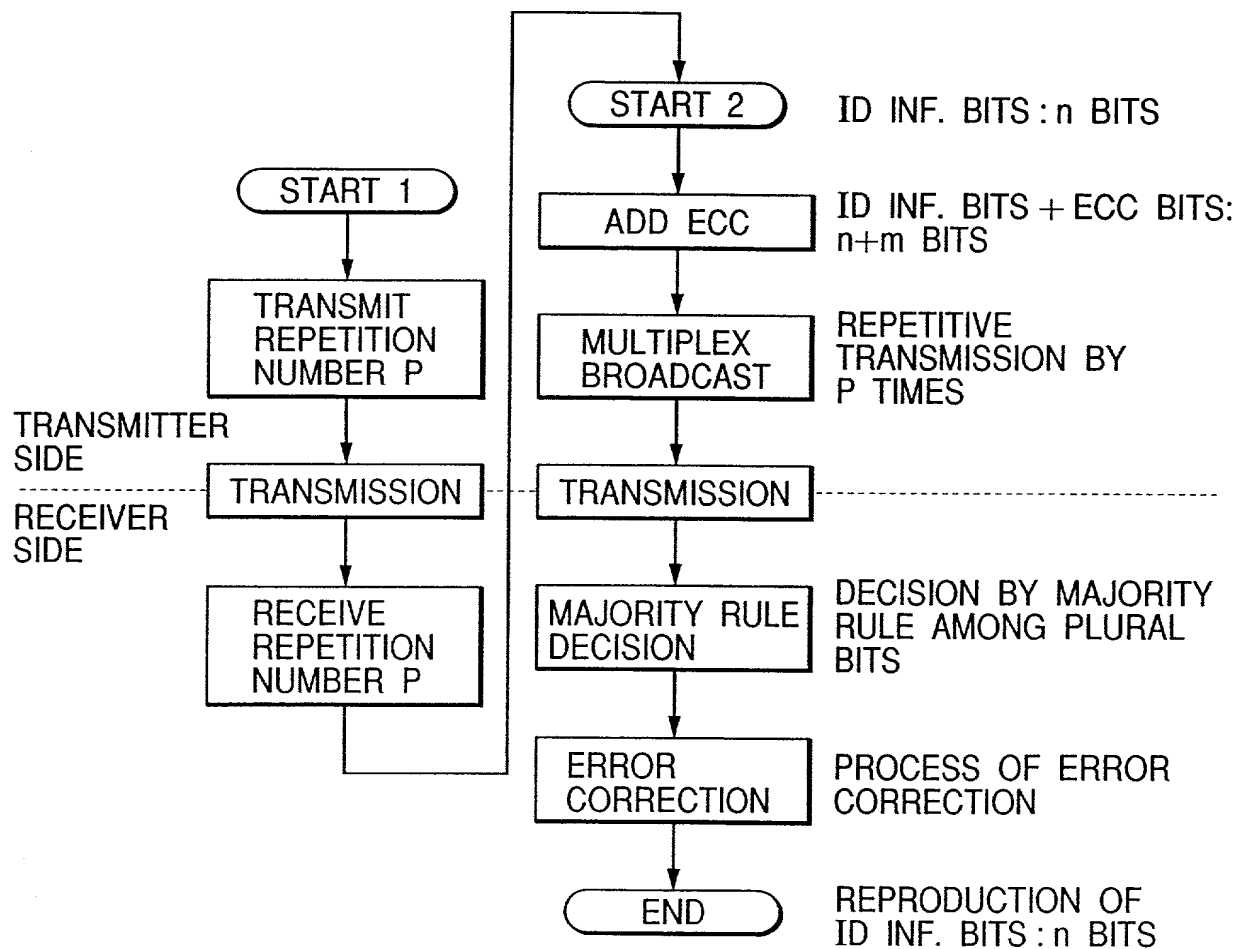 START 1
TRANSMIT
REPETITION
NUMBER P
TRANSMITTER
SIDE
TRANSMISSION
RECEIVER
SIDE
RECEIVE
REPETITION
NUMBER P
START 2
ID INF. BITS : n BITS
ADD ECC
ID INF. BITS + ECC BITS:
n+m BITS
MULTIPLEX
BROADCAST
REPETITIVE
TRANSMISSION BY
P TIMES
TRANSMISSION
MAJORITY RULE
DECISION
DECISION BY MAJORITY
RULE AMONG PLURAL
BITS
ERROR
CORRECTION
PROCESS OF ERROR
CORRECTION
END
REPRODUCTION OF
ID INF. BITS : n BITS